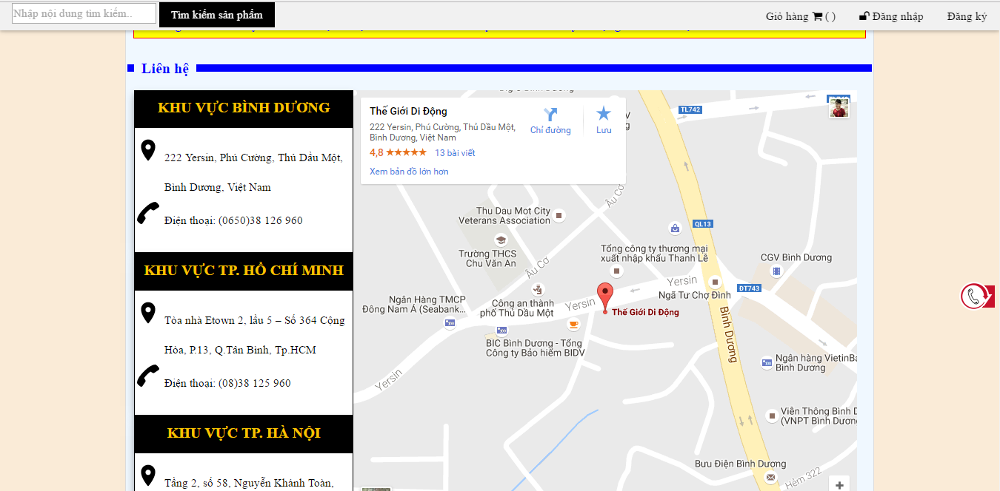 Nhập nội dung tìm kiếm..
Tìm kiếm sản phẩm
Giỏ hàng ( )
Đăng nhập
Đăng ký
Liên hệ
KHU VỰC BÌNH DƯƠNG
222 Yersin, Phú Cường, Thủ Dầu Một,
Bình Dương, Việt Nam
Điện thoại: (0650)38 126 960
KHU VỰC TP. HỒ CHÍ MINH
Tòa nhà Etown 2, lầu 5 – Số 364 Cộng
Hòa, P.13, Q.Tân Bình, Tp.HCM
Điện thoại: (08)38 125 960
KHU VỰC TP. HÀ NỘI
Tầng 2, số 58, Nguyễn Khánh Toàn,
Thế Giới Di Động
222 Yersin, Phú Cường, Thủ Dầu Một,
Bình Dương, Việt Nam
4,8
13 bài viết
Xem bản đồ lớn hơn
Chỉ đường
Lưu
TL742
Âu Cơ
Thu Dau Mot City
Veterans Association
QL13
Trường THCS
Chu Văn An
Tổng công ty thương mại
xuất nhập khẩu Thanh Lễ
CGV Bình Dương
Âu Cơ
Yersin
ĐT743
Ngã Tư Chợ Đình
Ngân Hàng TMCP
Đông Nam Á (Seabank...
Công an thành
phố Thủ Dầu Một
Yersin
Thế Giới Di Động
Bình Dương
BIC Bình Dương - Tổng
Công ty Bảo hiểm BIDV
Ngân hàng VietinBa
Bình Dương
Yersin
Viễn Thông Bình D
(VNPT Bình Dương
Bưu Điện Bình Dương
Hẻm 322